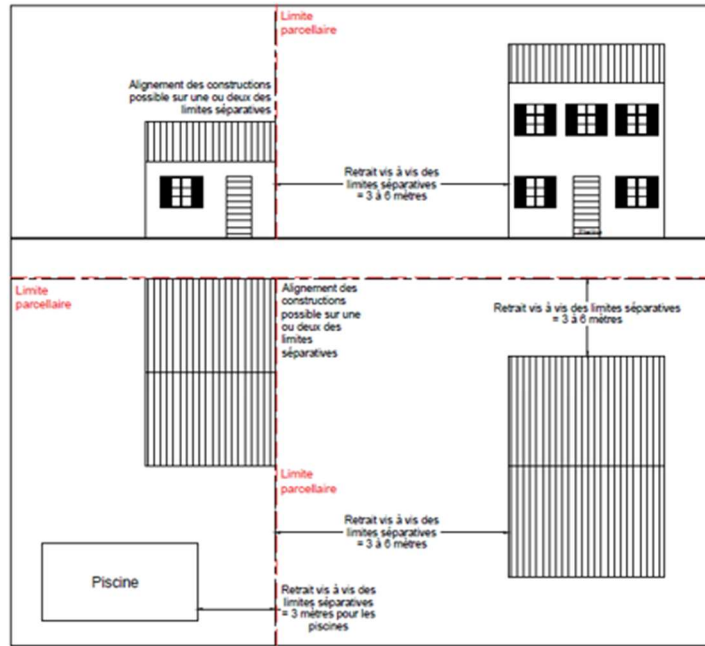 Limite
parcellaire
Alignement des constructions
possible sur une ou deux des
limites séparatives
Retrait vis à vis des
limites séparatives
= 3 à 6 mètres
Limite
parcellaire
Alignement des
constructions
possible sur une
ou deux des
limites
séparatives
Retrait vis à vis des limites séparatives
= 3 à 6 mètres
Limite
parcellaire
Retrait vis à vis des
limites séparatives
= 3 à 6 mètres
Piscine
Retrait vis à vis des
limites séparatives
= 3 mètres pour les
piscines